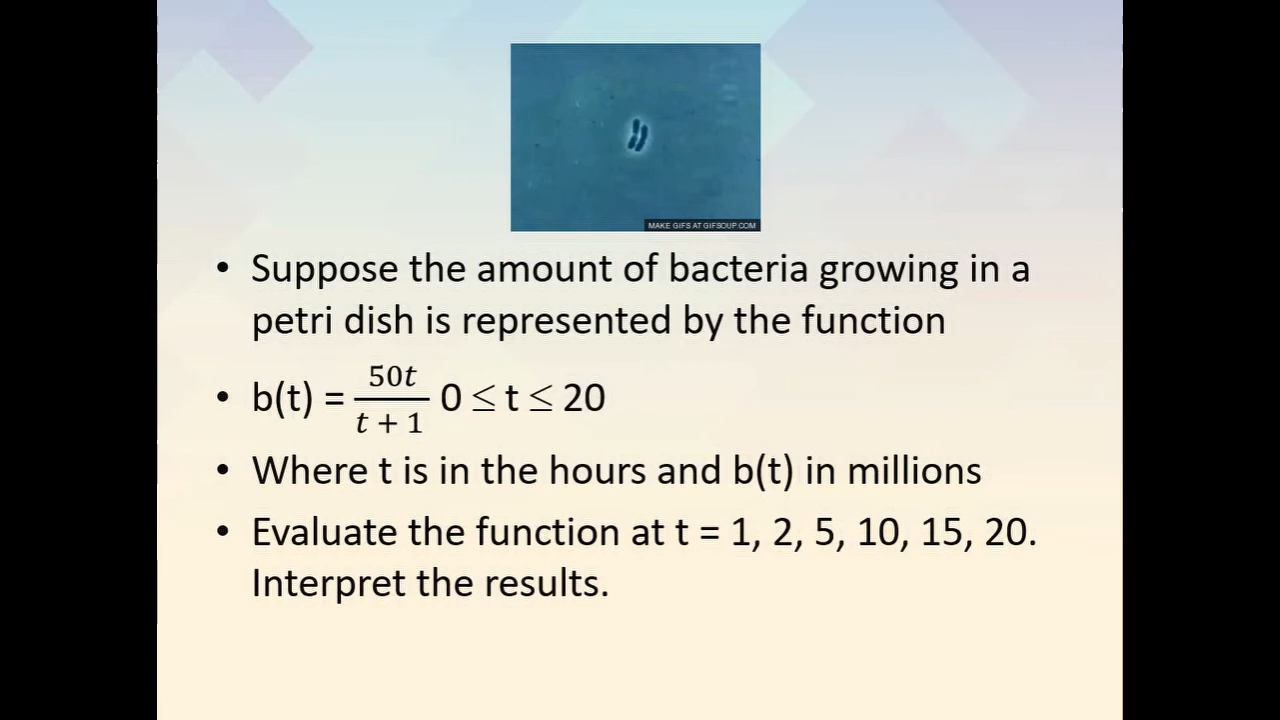 MAKE GIFS AT GIFSOUP.COM
• Suppose the amount of bacteria growing in a
petri dish is represented by the function
• b(t) = \frac{50t}{t + 1} 0 ≤ t ≤ 20
• Where t is in the hours and b(t) in millions
• Evaluate the function at t = 1, 2, 5, 10, 15, 20.
Interpret the results.